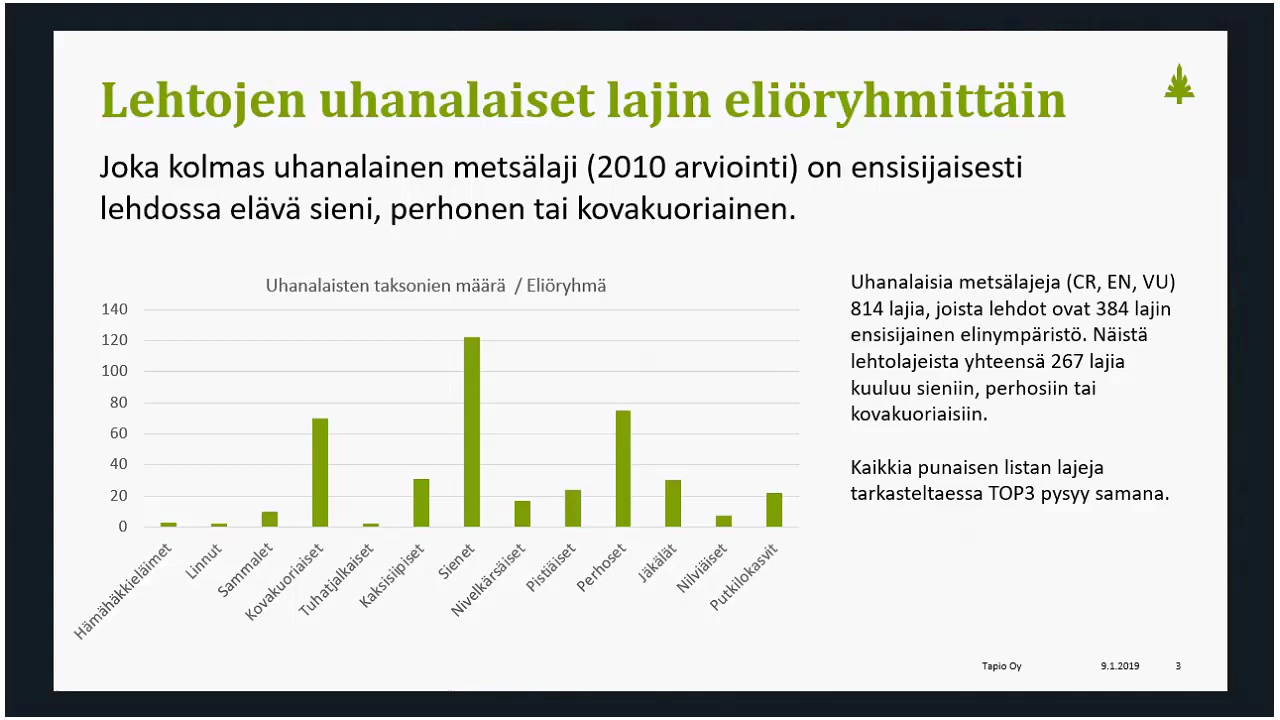 Lehtojen uhanalaiset lajin eliöryhmittäin
Joka kolmas uhanalainen metsälaji (2010 arviointi) on ensisijaisesti
lehdossa elävä sieni, perhonen tai kovakuoriainen.
Uhanalaisten taksonien määrä / Eliöryhmä
140
120
100
80
60
40
20
0
Hämähäkkieläimet
Linnut
Sammalet
Kovakuoriaiset
Tuhatjalkaiset
Kaksisiipiset
Sienet
Nivelkärsäiset
Pistiäiset
Perhoset
Jäkälät
Nilviäiset
Putkilokasvit
Uhanalaisia metsälajeja (CR, EN, VU)
814 lajia, joista lehdot ovat 384 lajin
ensisijainen elinympäristö. Näistä
lehtolajeista yhteensä 267 lajia
kuuluu sieniin, perhosiin tai
kovakuoriaisiin.
Kaikkia punaisen listan lajeja
tarkasteltaessa TOP3 pysyy samana.
Tapio Oy
9.1.2019
3